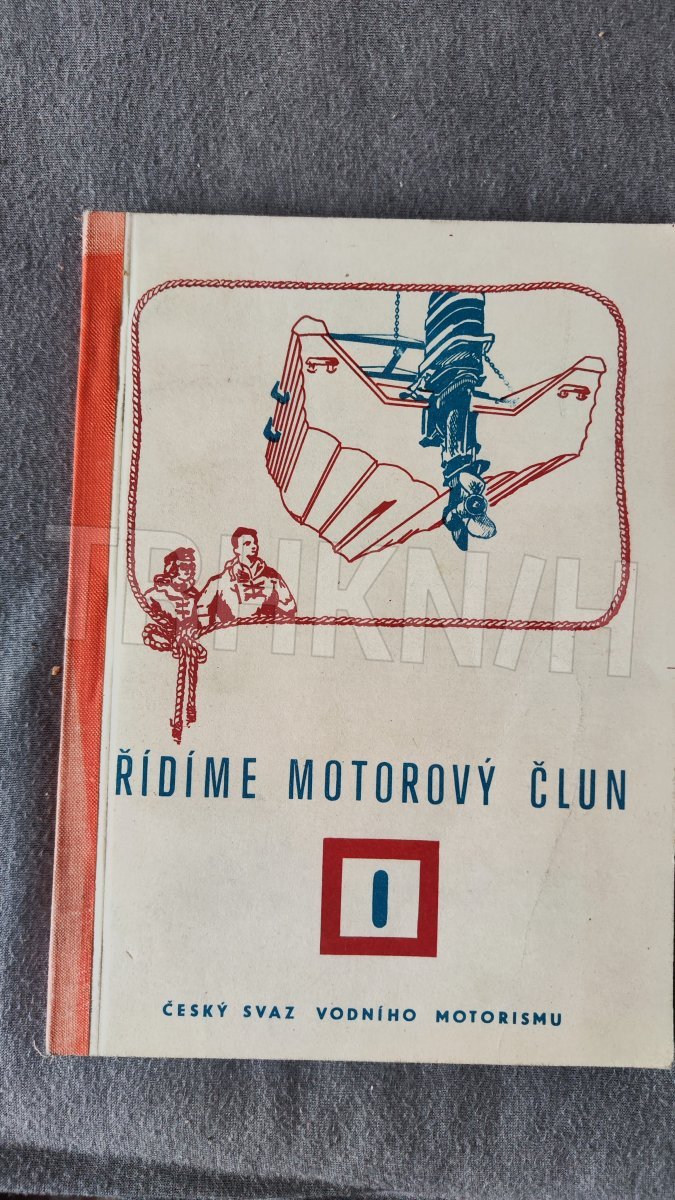 ŘÍDÍME MOTOROVÝ ČLUN
I
ČESKÝ SVAZ VODNÍHO MOTORISMU